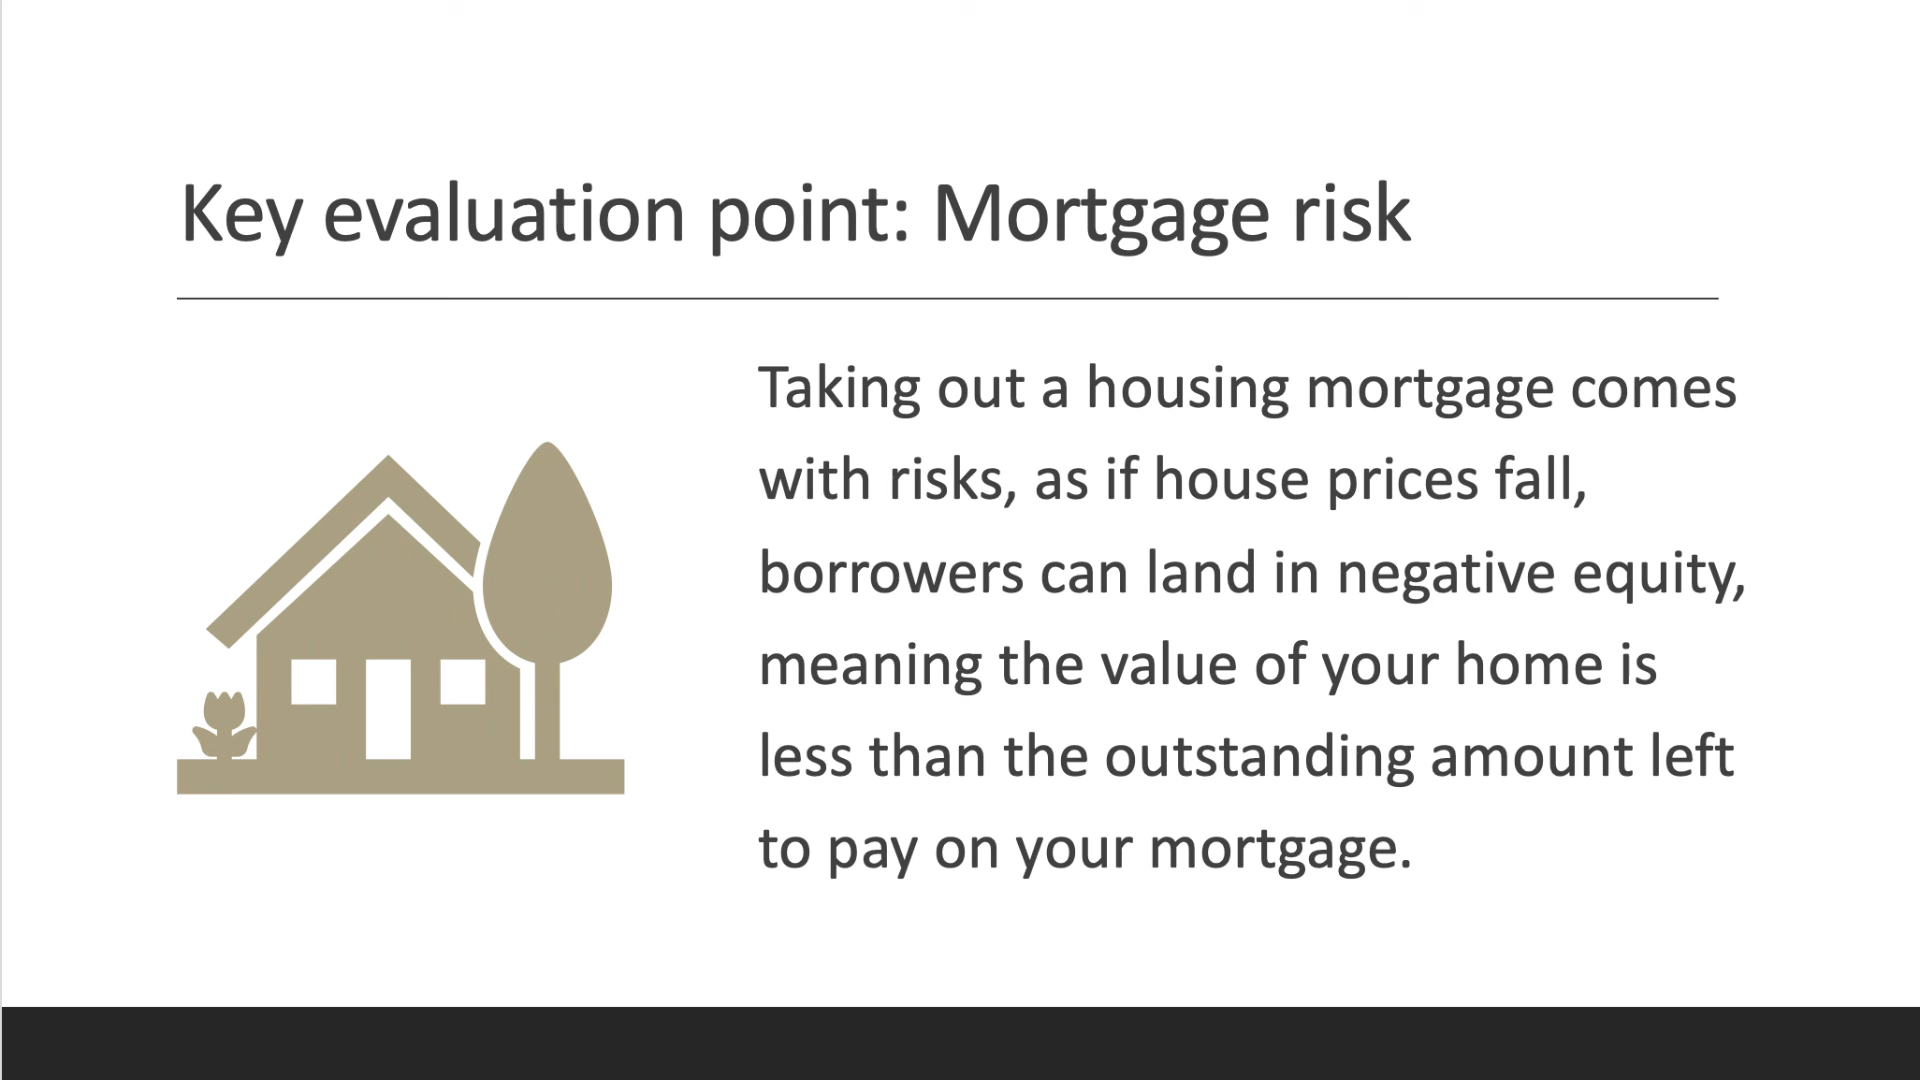 Key evaluation point: Mortgage risk
Taking out a housing mortgage comes
with risks, as if house prices fall,
borrowers can land in negative equity,
meaning the value of your home is
less than the outstanding amount left
to pay on your mortgage.